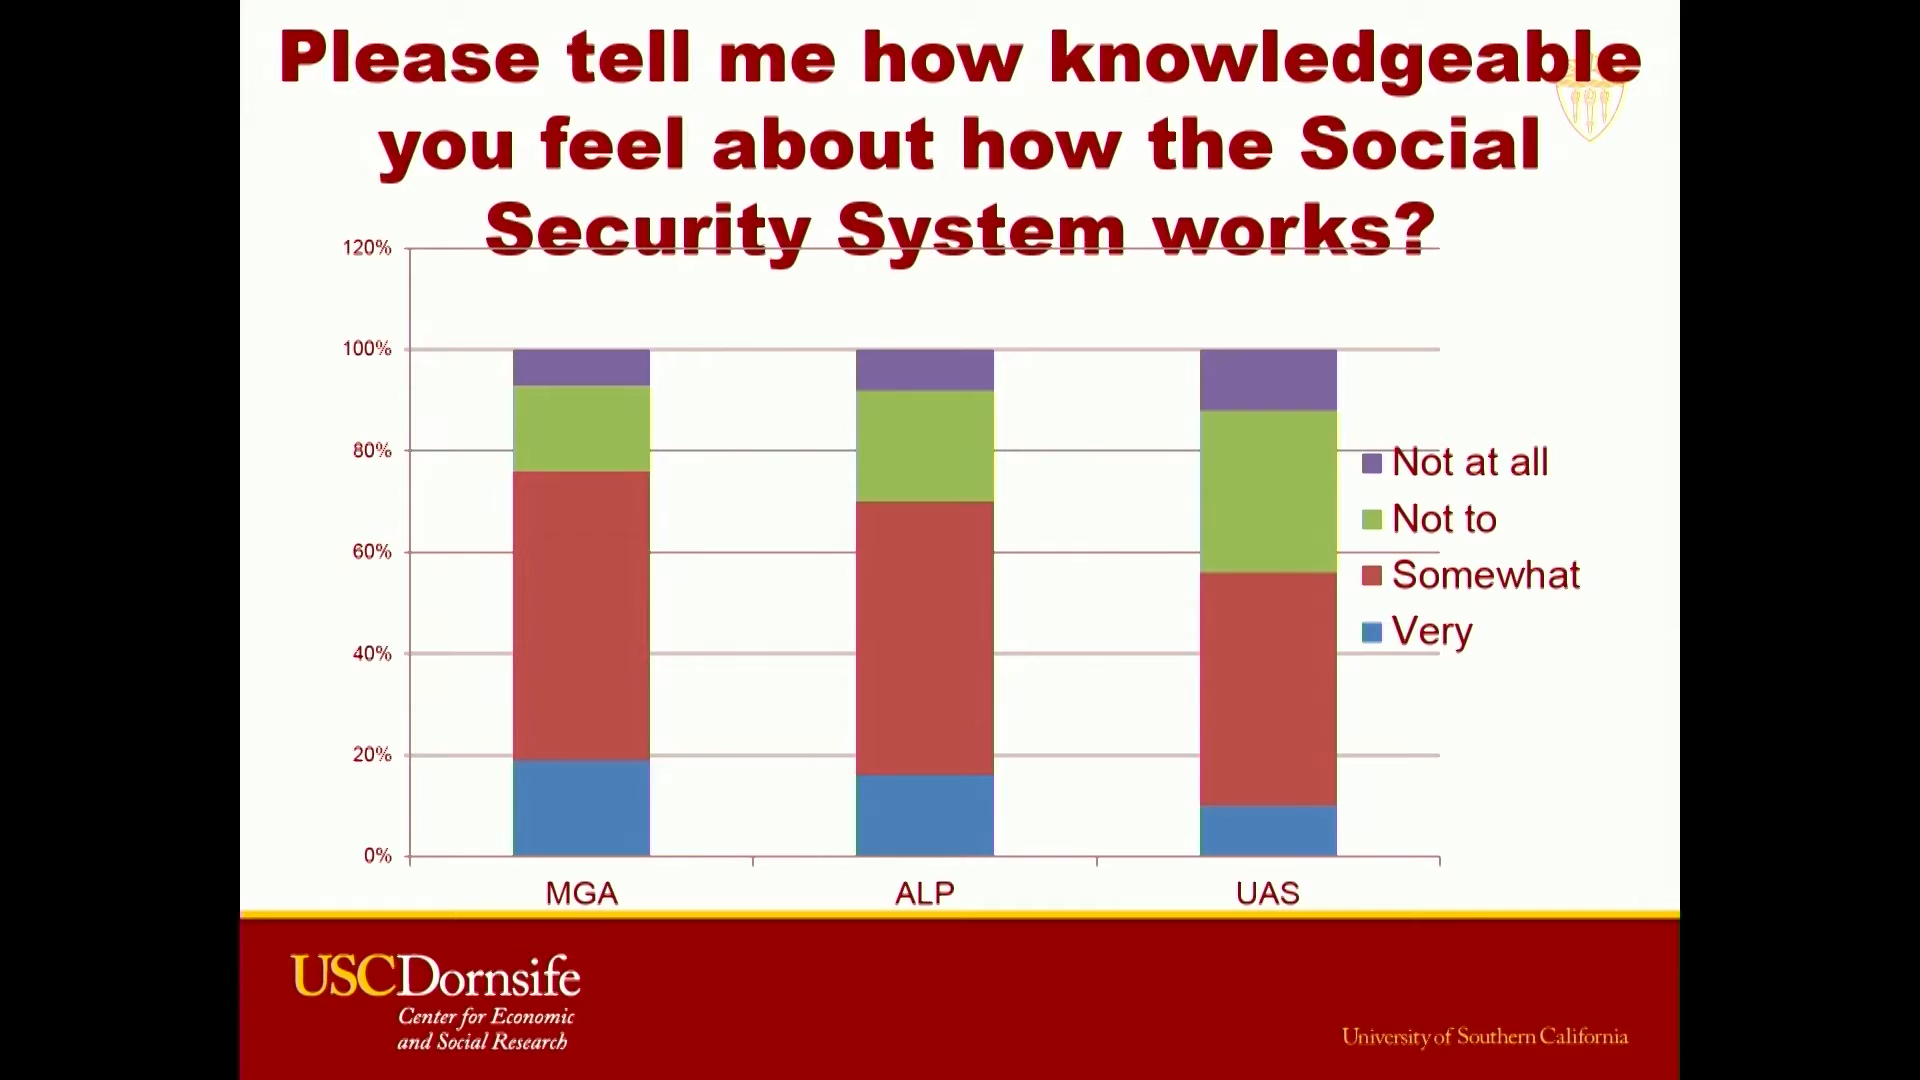 Please tell me how knowledgeable
you feel about how the Social
Security System works?
120%
100%
80%
60%
40%
20%
0%
MGA
ALP
UAS
Not at all
Not to
Somewhat
Very
USCDornsife
Center for Economic
and Social Research
University of Southern California